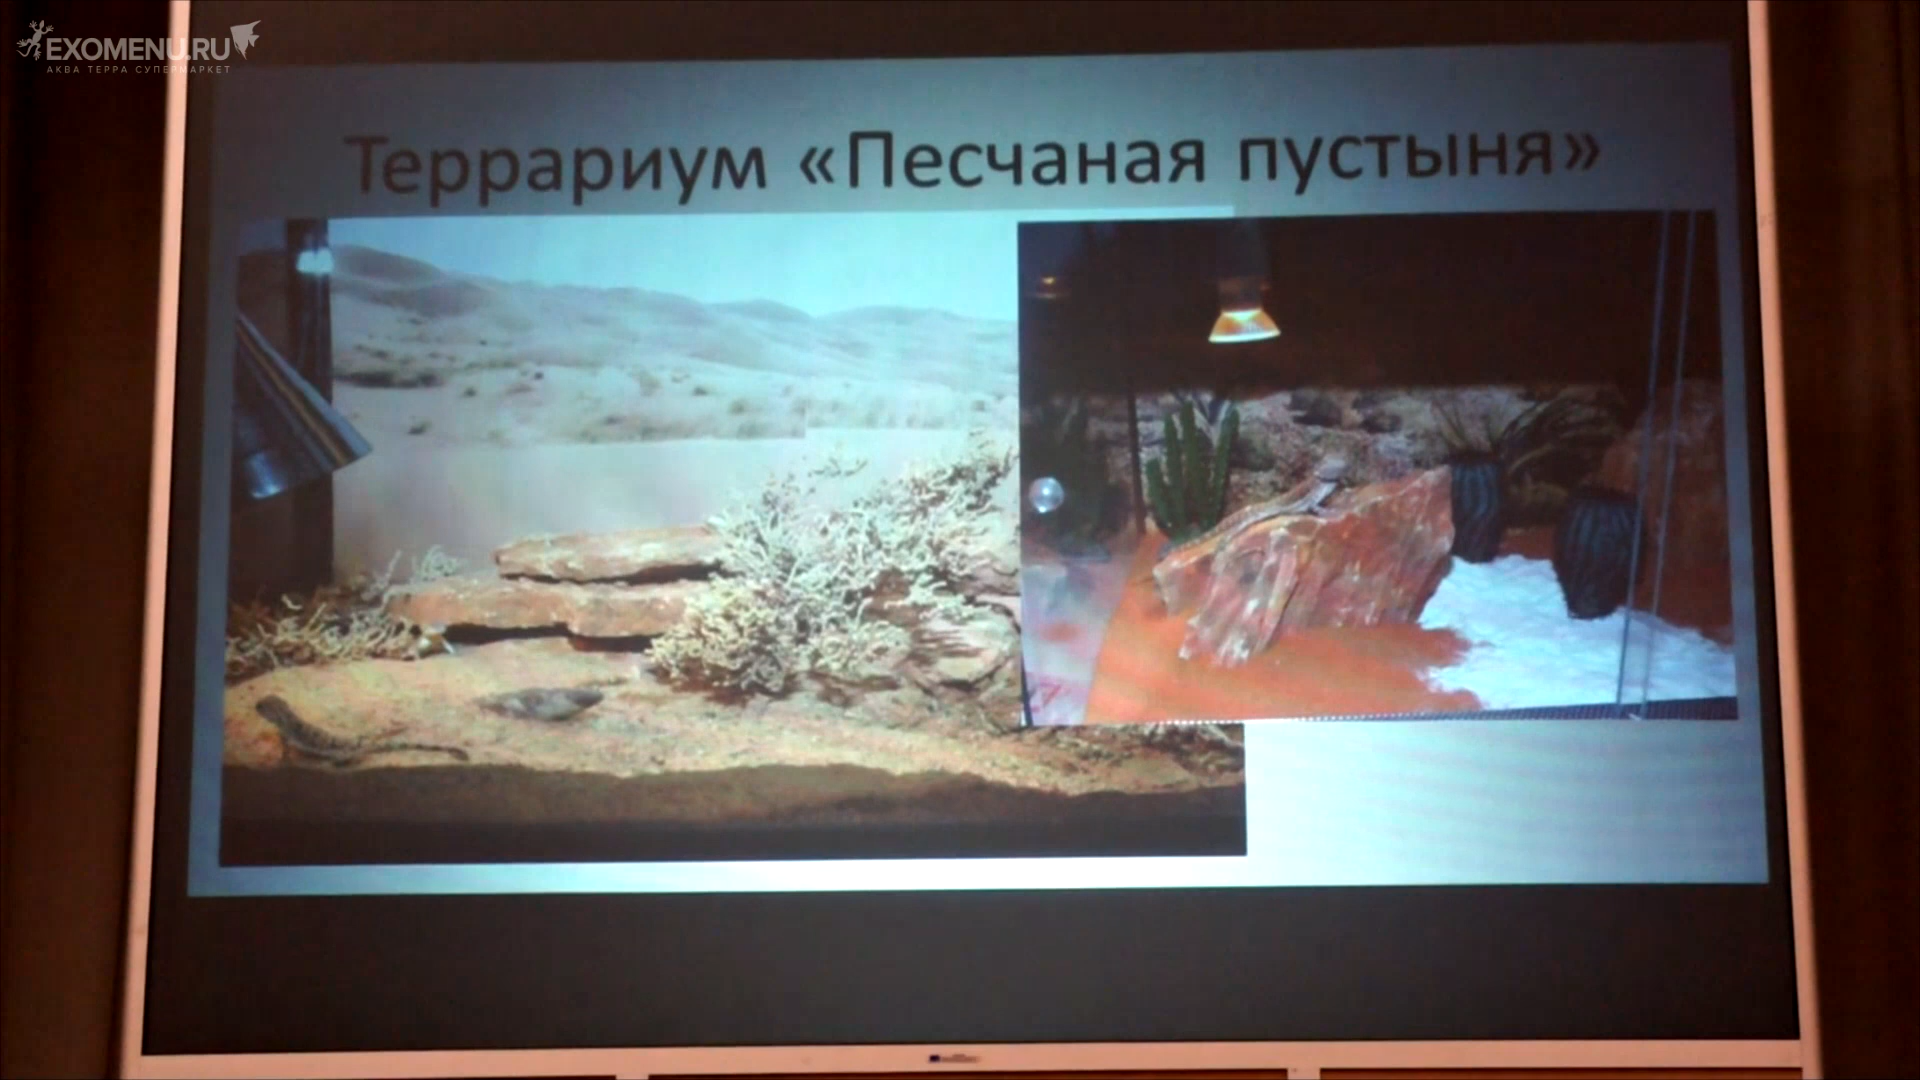 EXOMENU.RU
АКВА ТЕРРА СУПЕРМАРКЕТ
Террариум «Песчаная пустыня»